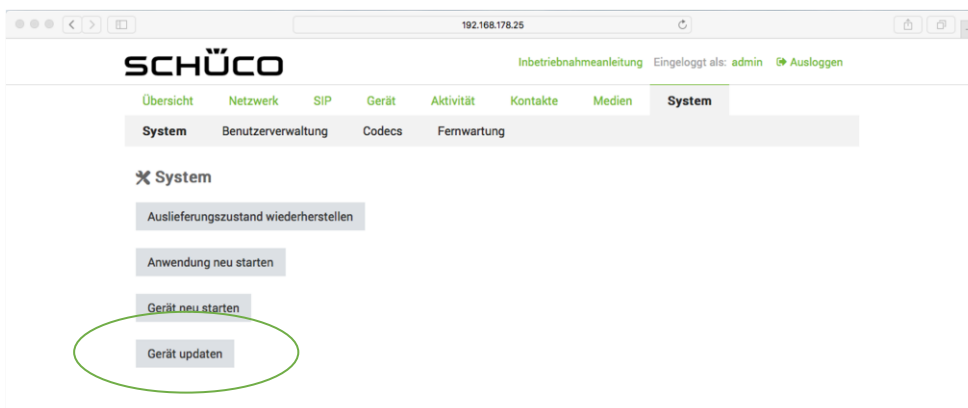 192.168.178.25
SCHÜCO
Inbetriebnahmeanleitung Eingeloggt als: admin Ausloggen
Übersicht Netzwerk SIP Gerät Aktivität Kontakte Medien System
System Benutzerverwaltung Codecs Fernwartung
System
Auslieferungszustand wiederherstellen
Anwendung neu starten
Gerät neu starten
Gerät updaten